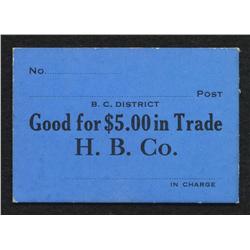 No.
Post
B. C. DISTRICT
Good for $5.00 in Trade
H. B. Co.
IN CHARGE